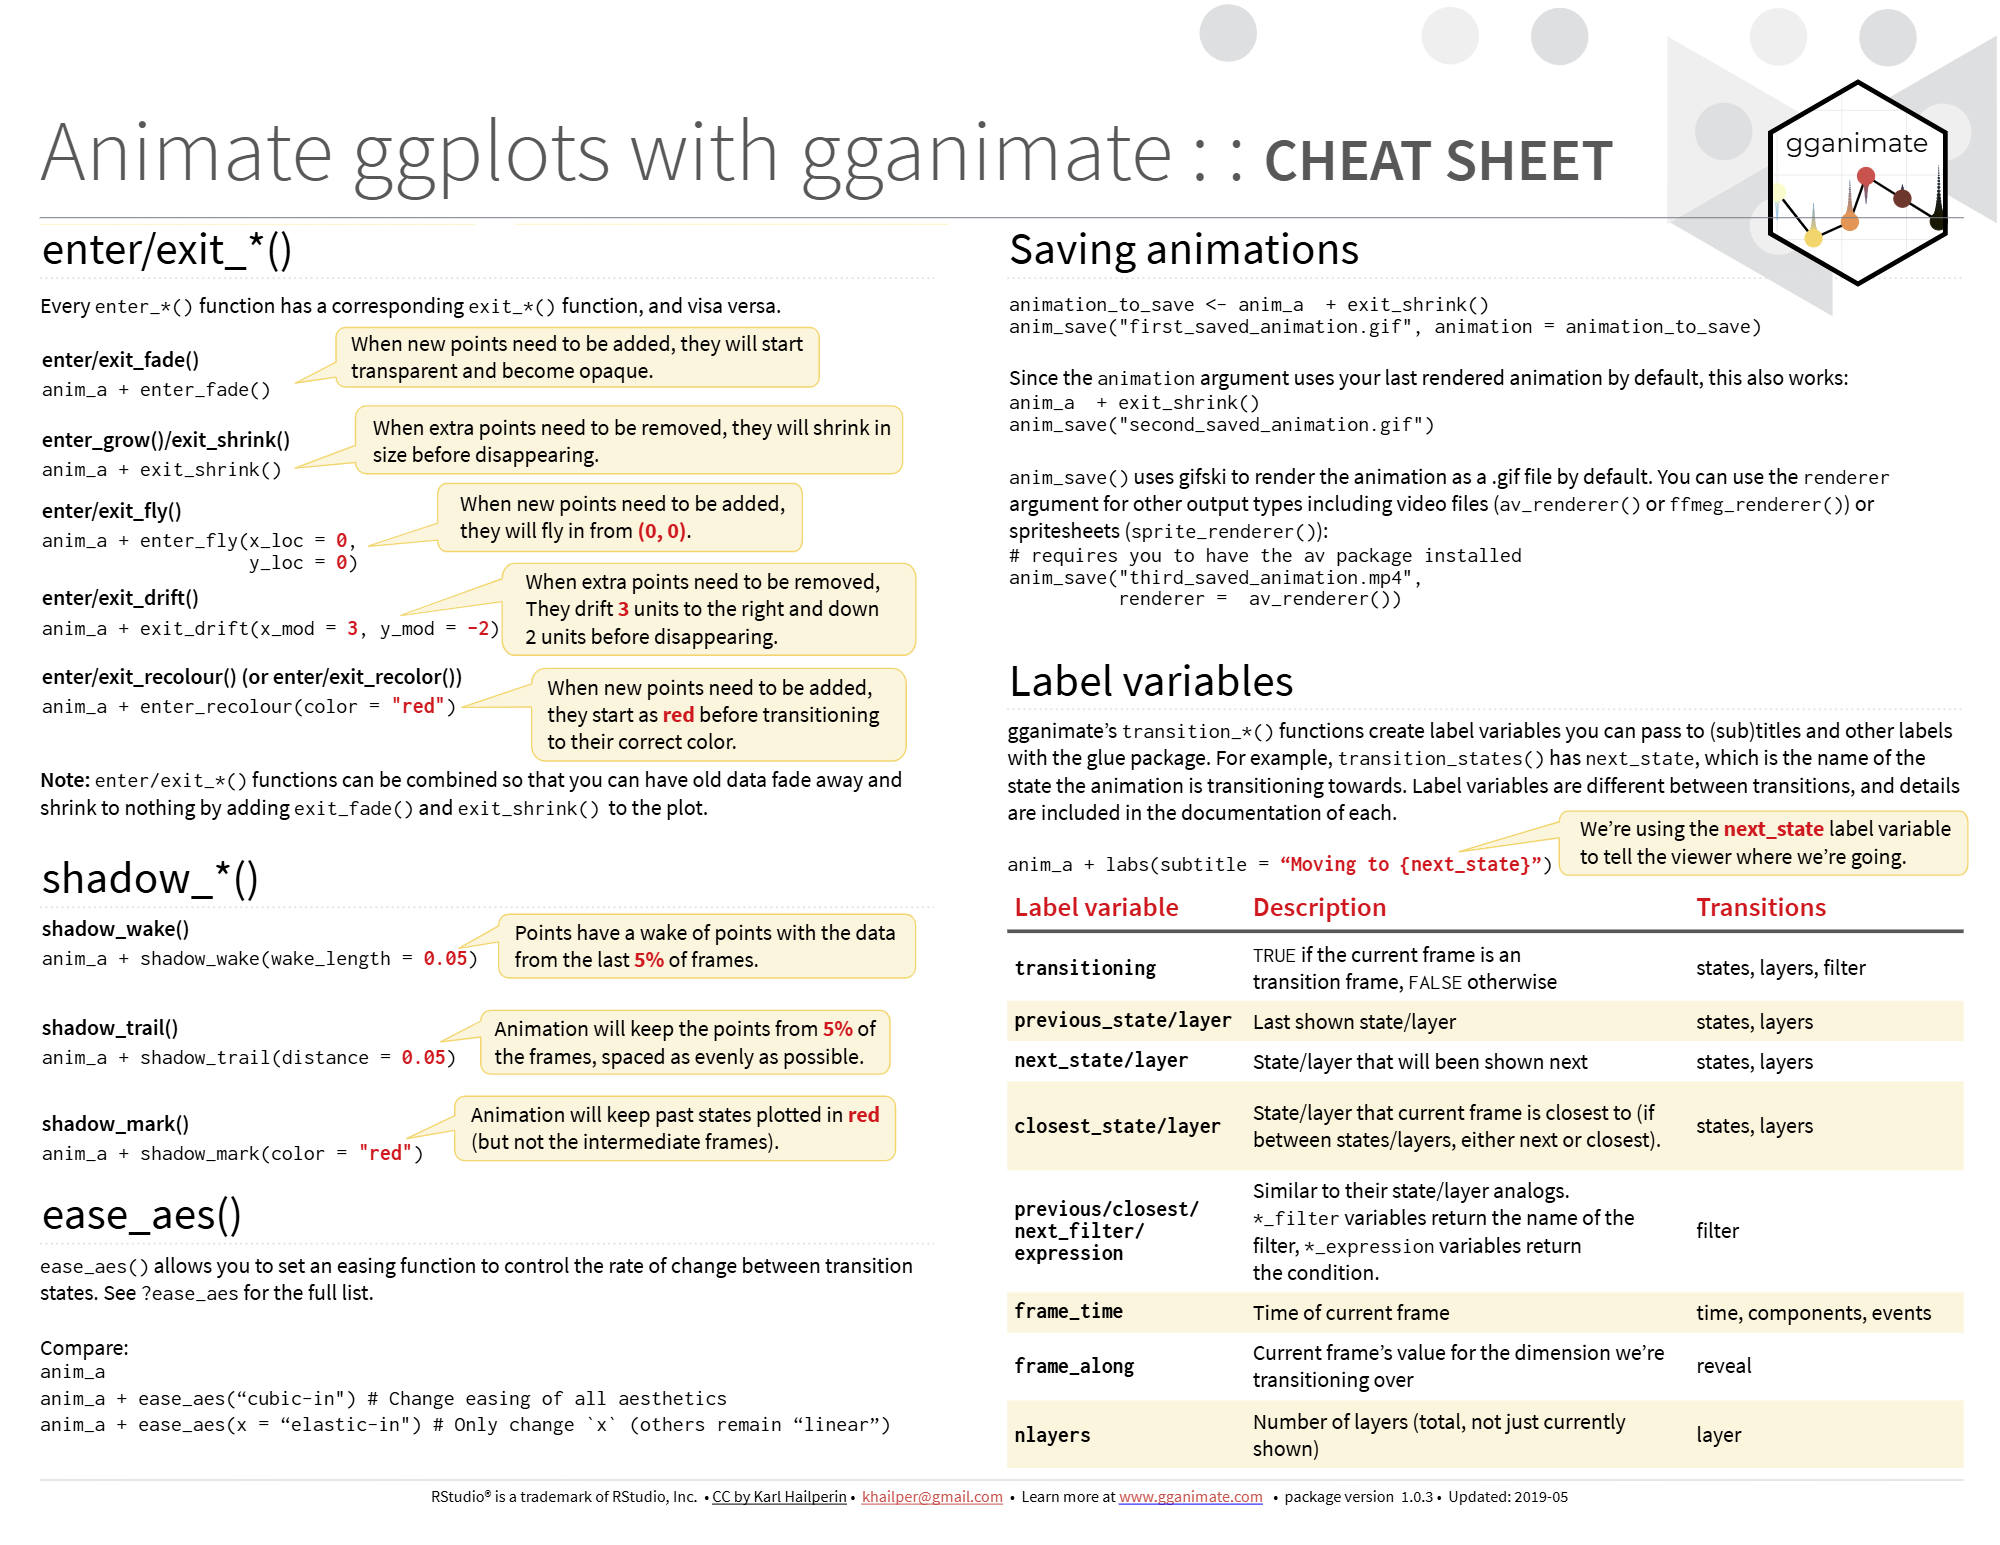 Animate ggplots with gganimate : : CHEAT SHEET
gganimate
enter/exit_*()
Every enter_*() function has a corresponding exit_*() function, and visa versa.
enter/exit_fade()
anim_a + enter_fade()
When new points need to be added, they will start
transparent and become opaque.
enter_grow()/exit_shrink()
anim_a + exit_shrink()
When extra points need to be removed, they will shrink in
size before disappearing.
enter/exit_fly()
anim_a + enter_fly(x_loc = 0,
y_loc = 0)
When new points need to be added,
they will fly in from (0, 0).
enter/exit_drift()
anim_a + exit_drift(x_mod = 3, y_mod = -2)
When extra points need to be removed,
They drift 3 units to the right and down
2 units before disappearing.
enter/exit_recolour() (or enter/exit_recolor())
anim_a + enter_recolour(color = "red")
When new points need to be added,
they start as red before transitioning
to their correct color.
Note: enter/exit_*() functions can be combined so that you can have old data fade away and
shrink to nothing by adding exit_fade() and exit_shrink() to the plot.
shadow_*()
shadow_wake()
anim_a + shadow_wake(wake_length = 0.05)
Points have a wake of points with the data
from the last 5% of frames.
shadow_trail()
anim_a + shadow_trail(distance = 0.05)
Animation will keep the points from 5% of
the frames, spaced as evenly as possible.
shadow_mark()
anim_a + shadow_mark(color = "red")
Animation will keep past states plotted in red
(but not the intermediate frames).
ease_aes()
ease_aes() allows you to set an easing function to control the rate of change between transition
states. See ?ease_aes for the full list.
Compare:
anim_a
anim_a + ease_aes(“cubic-in") # Change easing of all aesthetics
anim_a + ease_aes(x = “elastic-in") # Only change `x` (others remain “linear”)
Saving animations
animation_to_save <- anim_a  + exit_shrink()
anim_save("first_saved_animation.gif", animation = animation_to_save)
Since the animation argument uses your last rendered animation by default, this also works:
anim_a  + exit_shrink()
anim_save("second_saved_animation.gif")
anim_save() uses gifski to render the animation as a .gif file by default. You can use the renderer
argument for other output types including video files (av_renderer() or ffmeg_renderer()) or
spritesheets (sprite_renderer()):
# requires you to have the av package installed
anim_save("third_saved_animation.mp4",
renderer =  av_renderer())
Label variables
gganimate’s transition_*() functions create label variables you can pass to (sub)titles and other labels
with the glue package. For example, transition_states() has next_state, which is the name of the
state the animation is transitioning towards. Label variables are different between transitions, and details
are included in the documentation of each.
We’re using the next_state label variable
to tell the viewer where we’re going.
anim_a + labs(subtitle = “Moving to {next_state}”)
Label variable Description Transitions
transitioning
TRUE if the current frame is an
transition frame, FALSE otherwise
states, layers, filter
previous_state/layer Last shown state/layer states, layers
next_state/layer State/layer that will been shown next states, layers
closest_state/layer
State/layer that current frame is closest to (if
between states/layers, either next or closest).
states, layers
previous/closest/
next_filter/
expression
Similar to their state/layer analogs.
*_filter variables return the name of the
filter, *_expression variables return
the condition.
filter
frame_time Time of current frame time, components, events
frame_along
Current frame’s value for the dimension we’re
transitioning over
reveal
nlayers
Number of layers (total, not just currently
shown)
layer
RStudio® is a trademark of RStudio, Inc. • CC by Karl Hailperin • khailper@gmail.com • Learn more at www.gganimate.com • package version 1.0.3 • Updated: 2019-05